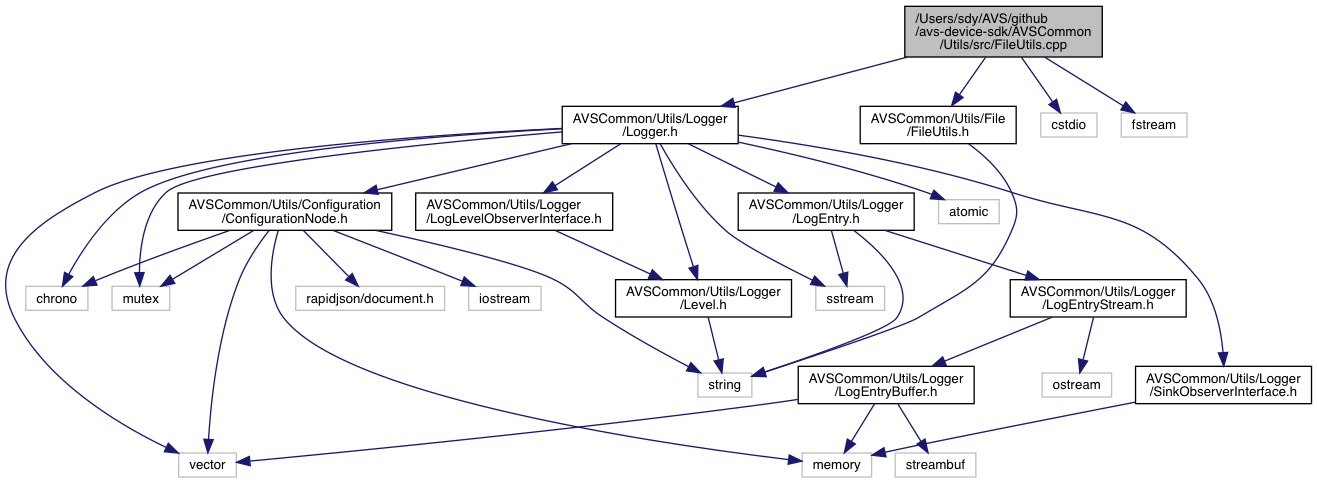 /Users/sdy/AVS/github
/avs-device-sdk/AVSCommon
/Utils/src/FileUtils.cpp
AVSCommon/Utils/Logger
/Logger.h
AVSCommon/Utils/File
/FileUtils.h
cstdio
fstream
AVSCommon/Utils/Configuration
/ConfigurationNode.h
AVSCommon/Utils/Logger
/LogLevelObserverInterface.h
AVSCommon/Utils/Logger
/LogEntry.h
atomic
chrono
mutex
rapidjson/document.h
iostream
AVSCommon/Utils/Logger
/Level.h
sstream
AVSCommon/Utils/Logger
/LogEntryStream.h
string
AVSCommon/Utils/Logger
/LogEntryBuffer.h
ostream
AVSCommon/Utils/Logger
/SinkObserverInterface.h
vector
memory
streambuf